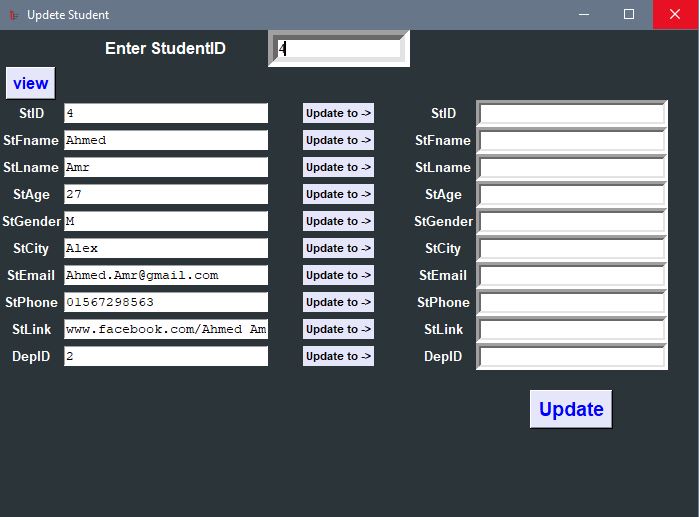 Updete Student
Enter StudentID 4
view
StID 4 Update to -> StID
StFname Ahmed Update to -> StFname
StLname Amr Update to -> StLname
StAge 27 Update to -> StAge
StGender M Update to -> StGender
StCity Alex Update to -> StCity
StEmail Ahmed.Amr@gmail.com Update to -> StEmail
StPhone 01567298563 Update to -> StPhone
StLink www.facebook.com/Ahmed Am Update to -> StLink
DepID 2 Update to -> DepID
Update